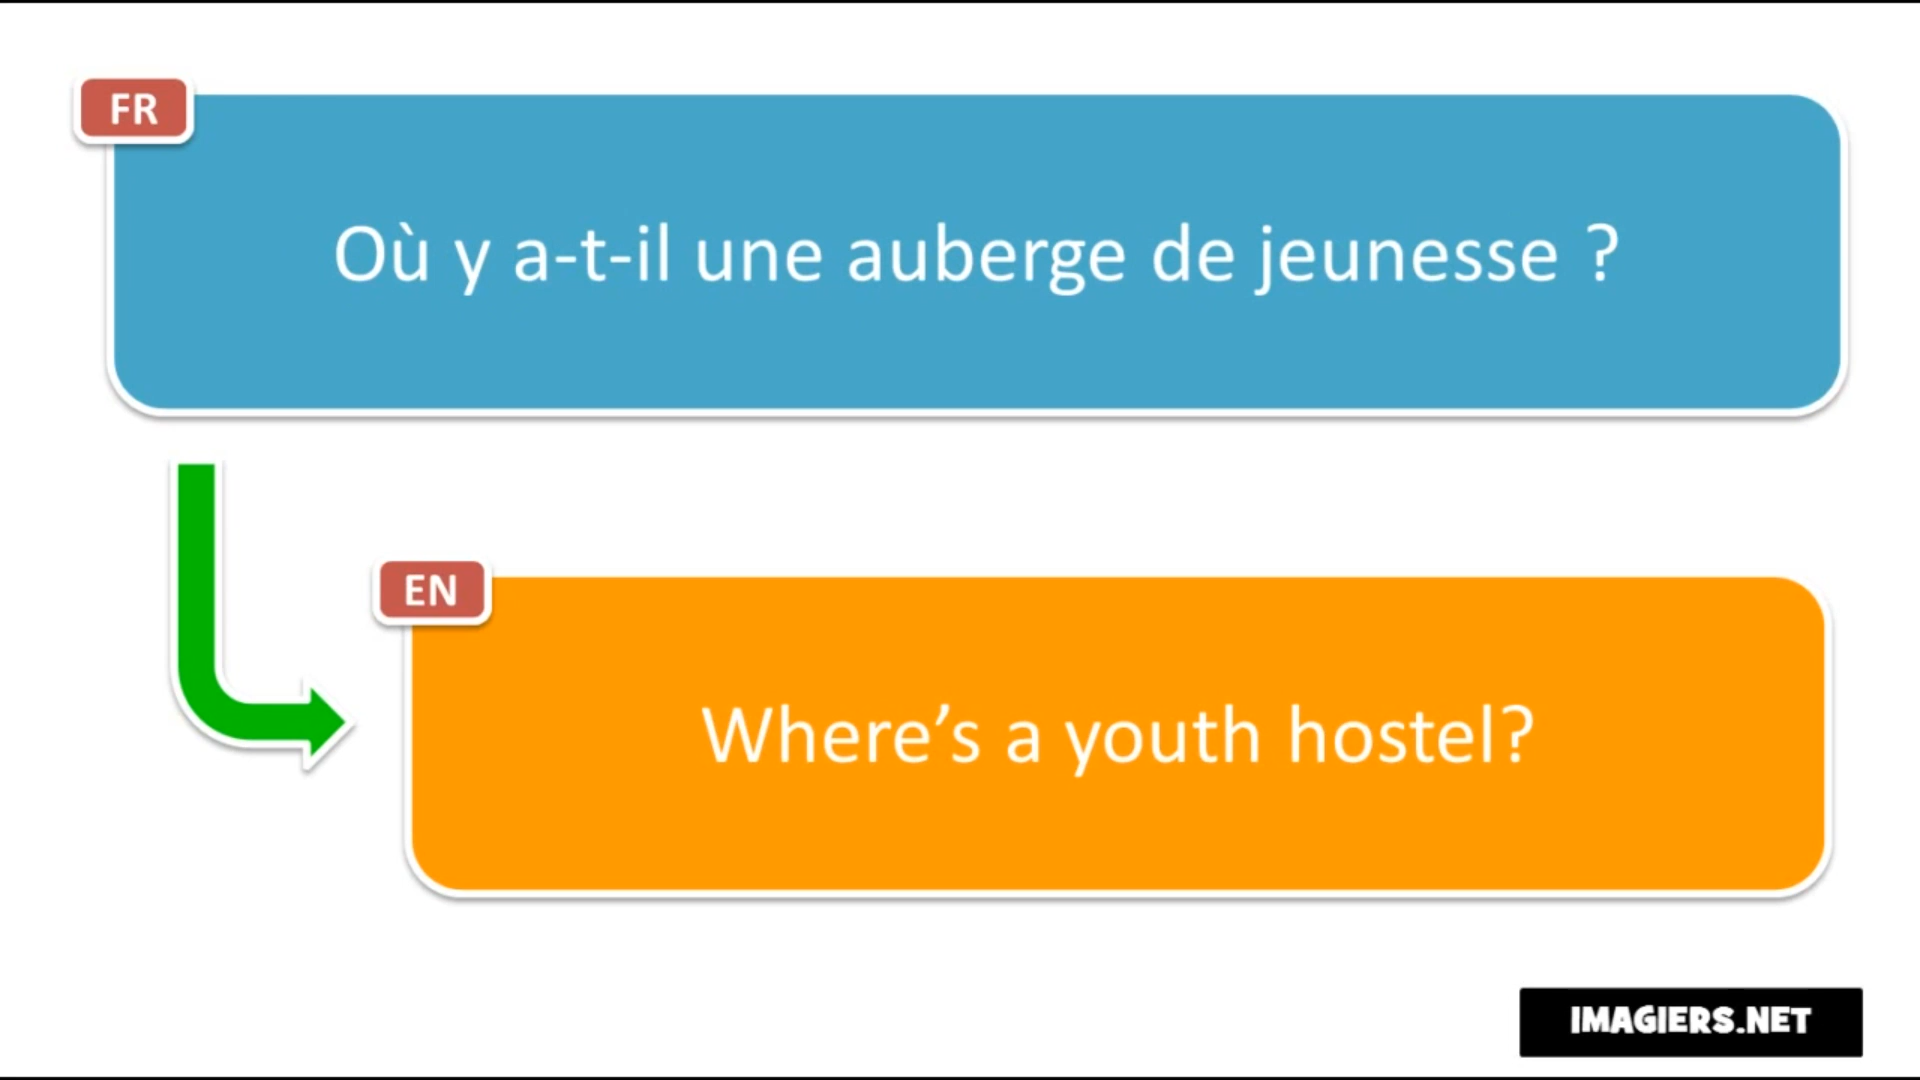 FR
Où y a-t-il une auberge de jeunesse ?
EN
Where’s a youth hostel?
IMAGIERS.NET